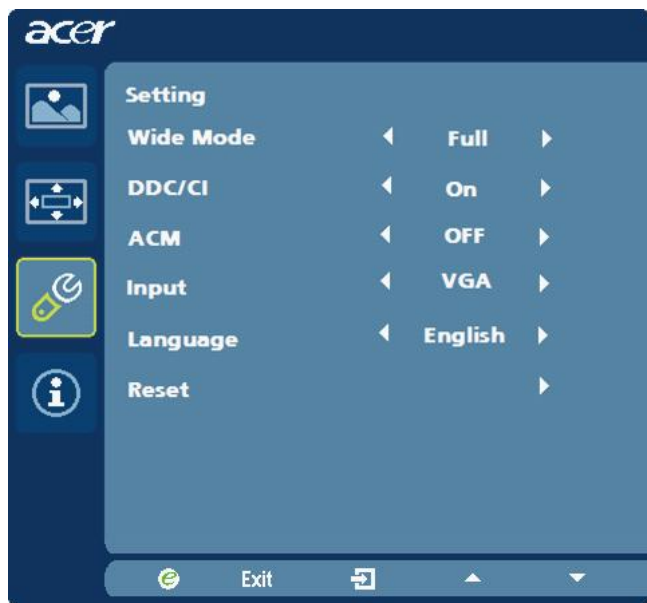 acer
Setting
Wide Mode Full
DDC/CI On
ACM OFF
Input VGA
Language English
Reset
e Exit